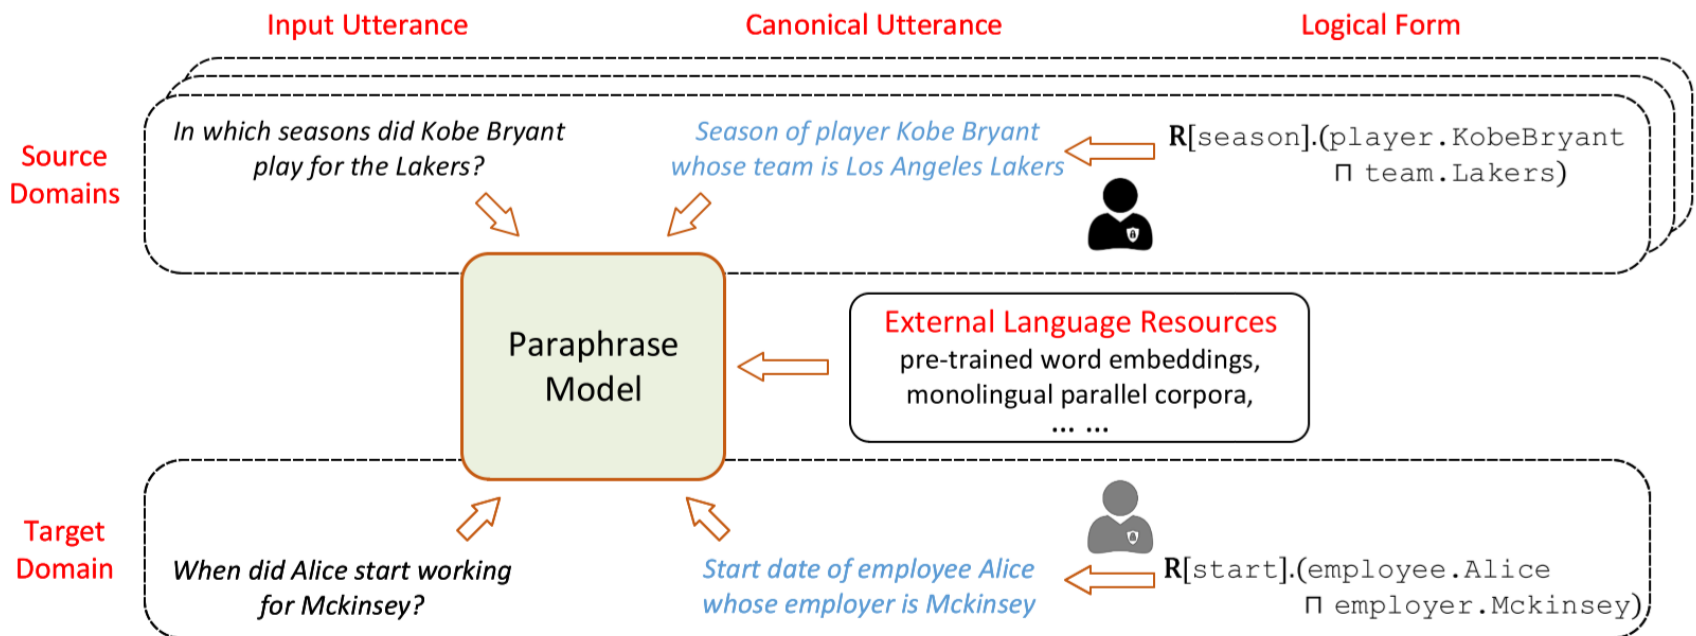 Input Utterance
Canonical Utterance
Logical Form
Source
Domains
In which seasons did Kobe Bryant
play for the Lakers?
Season of player Kobe Bryant
whose team is Los Angeles Lakers
R[season].(player.KobeBryant
⊓ team.Lakers)
Paraphrase
Model
External Language Resources
pre-trained word embeddings,
monolingual parallel corpora,
... ...
Target
Domain
When did Alice start working
for Mckinsey?
Start date of employee Alice
whose employer is Mckinsey
R[start].(employee.Alice
⊓ employer.Mckinsey)